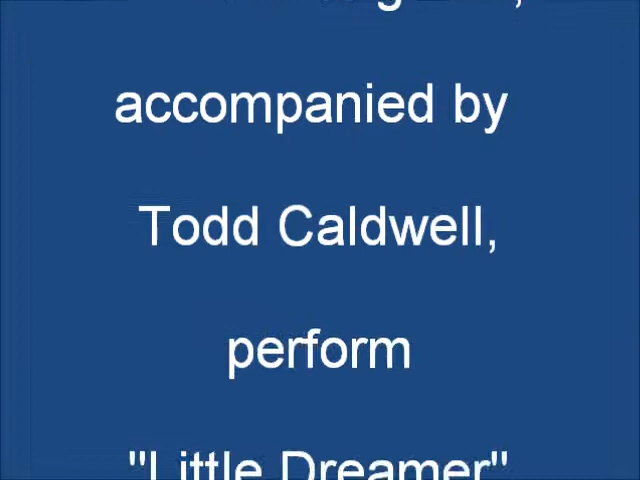 accompanied by
Todd Caldwell,
perform
"Little Dreamer"